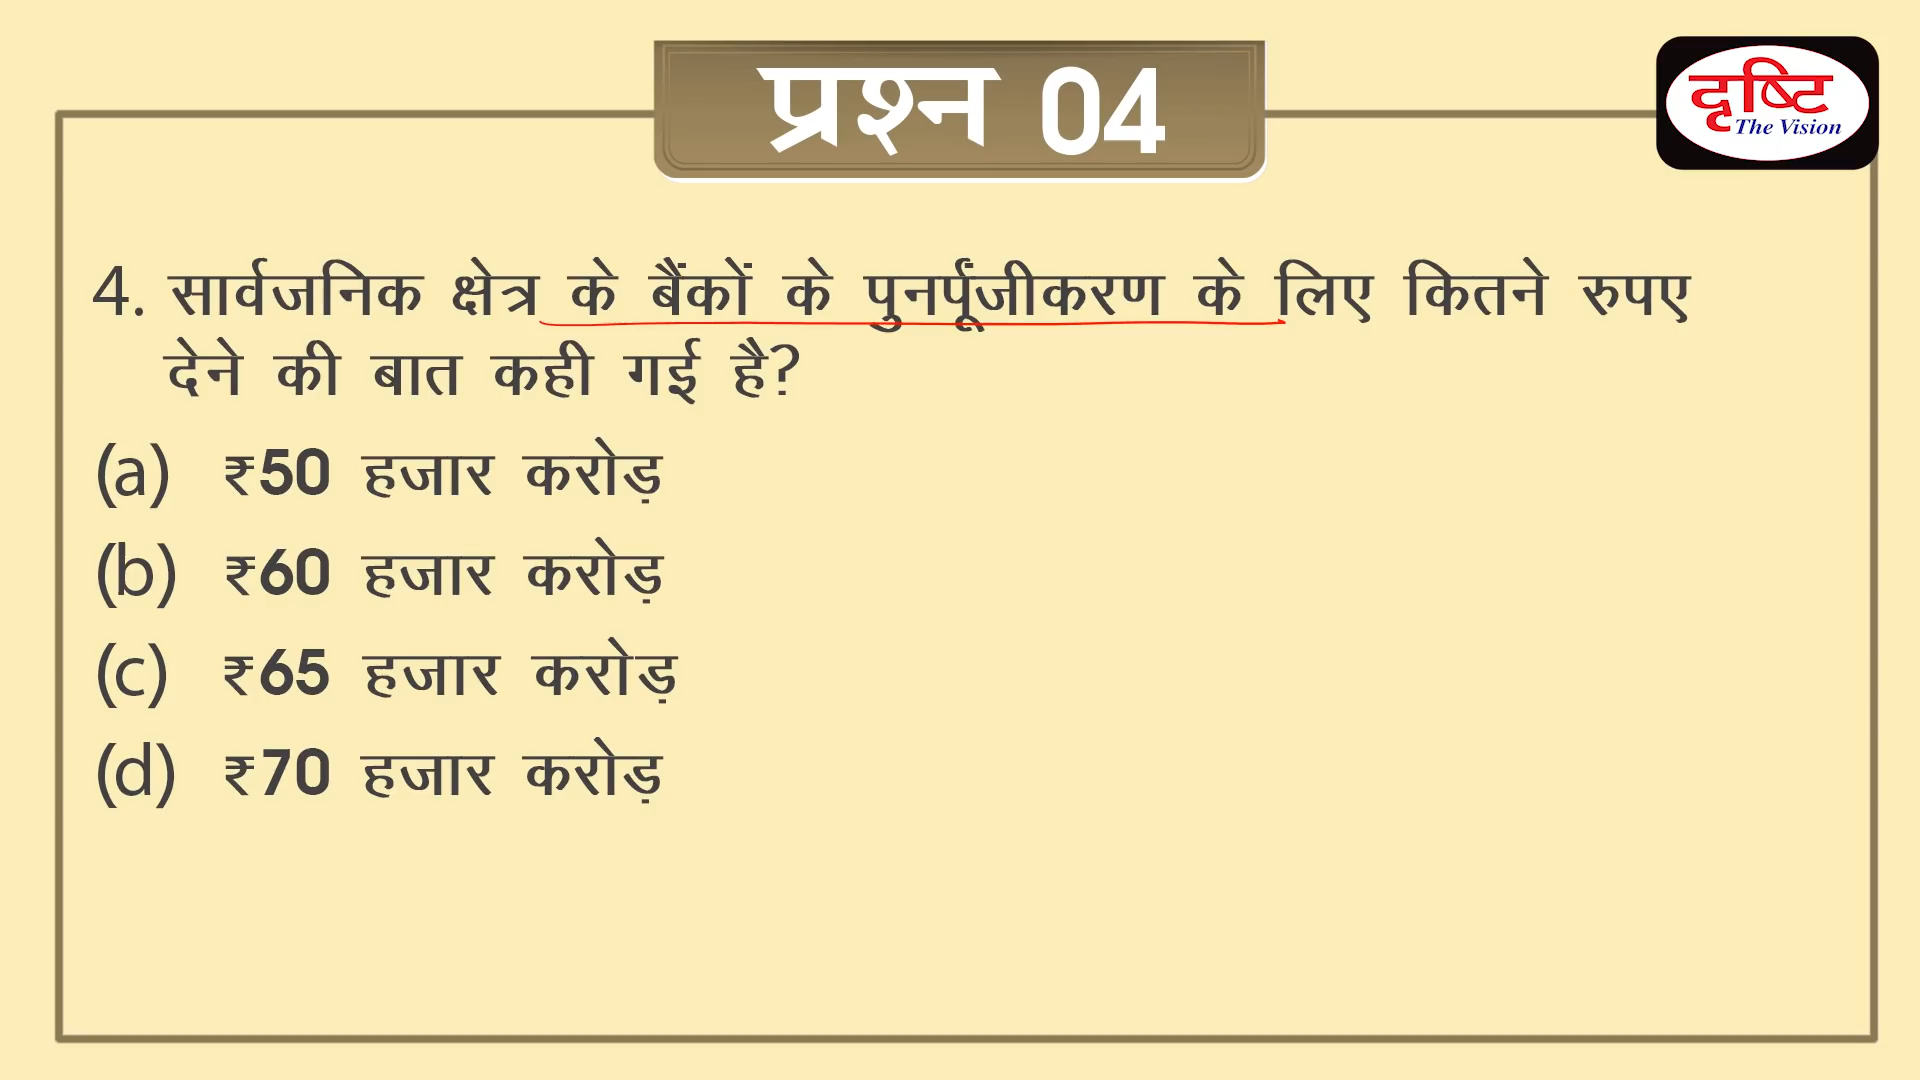 प्रश्न 04
दृष्टि
The Vision
4. सार्वजनिक क्षेत्र के बैंकों के पुनर्पूंजीकरण के लिए कितने रुपए
देने की बात कही गई है?
(a) ₹50 हजार करोड़
(b) ₹60 हजार करोड़
(c) ₹65 हजार करोड़
(d) ₹70 हजार करोड़